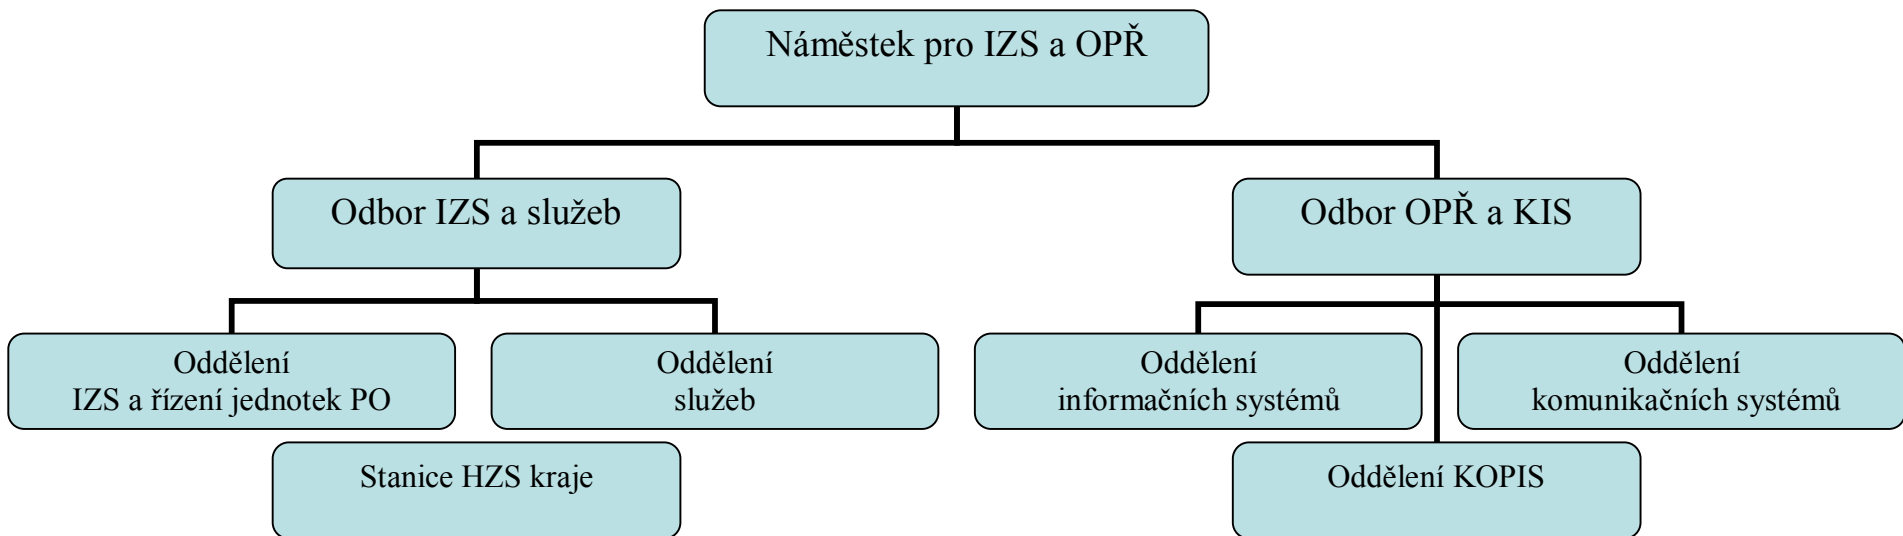 Náměstek pro IZS a OPŘ
Odbor IZS a služeb
Odbor OPŘ a KIS
Oddělení
IZS a řízení jednotek PO
Oddělení
služeb
Oddělení
informačních systémů
Oddělení
komunikačních systémů
Stanice HZS kraje
Oddělení KOPIS